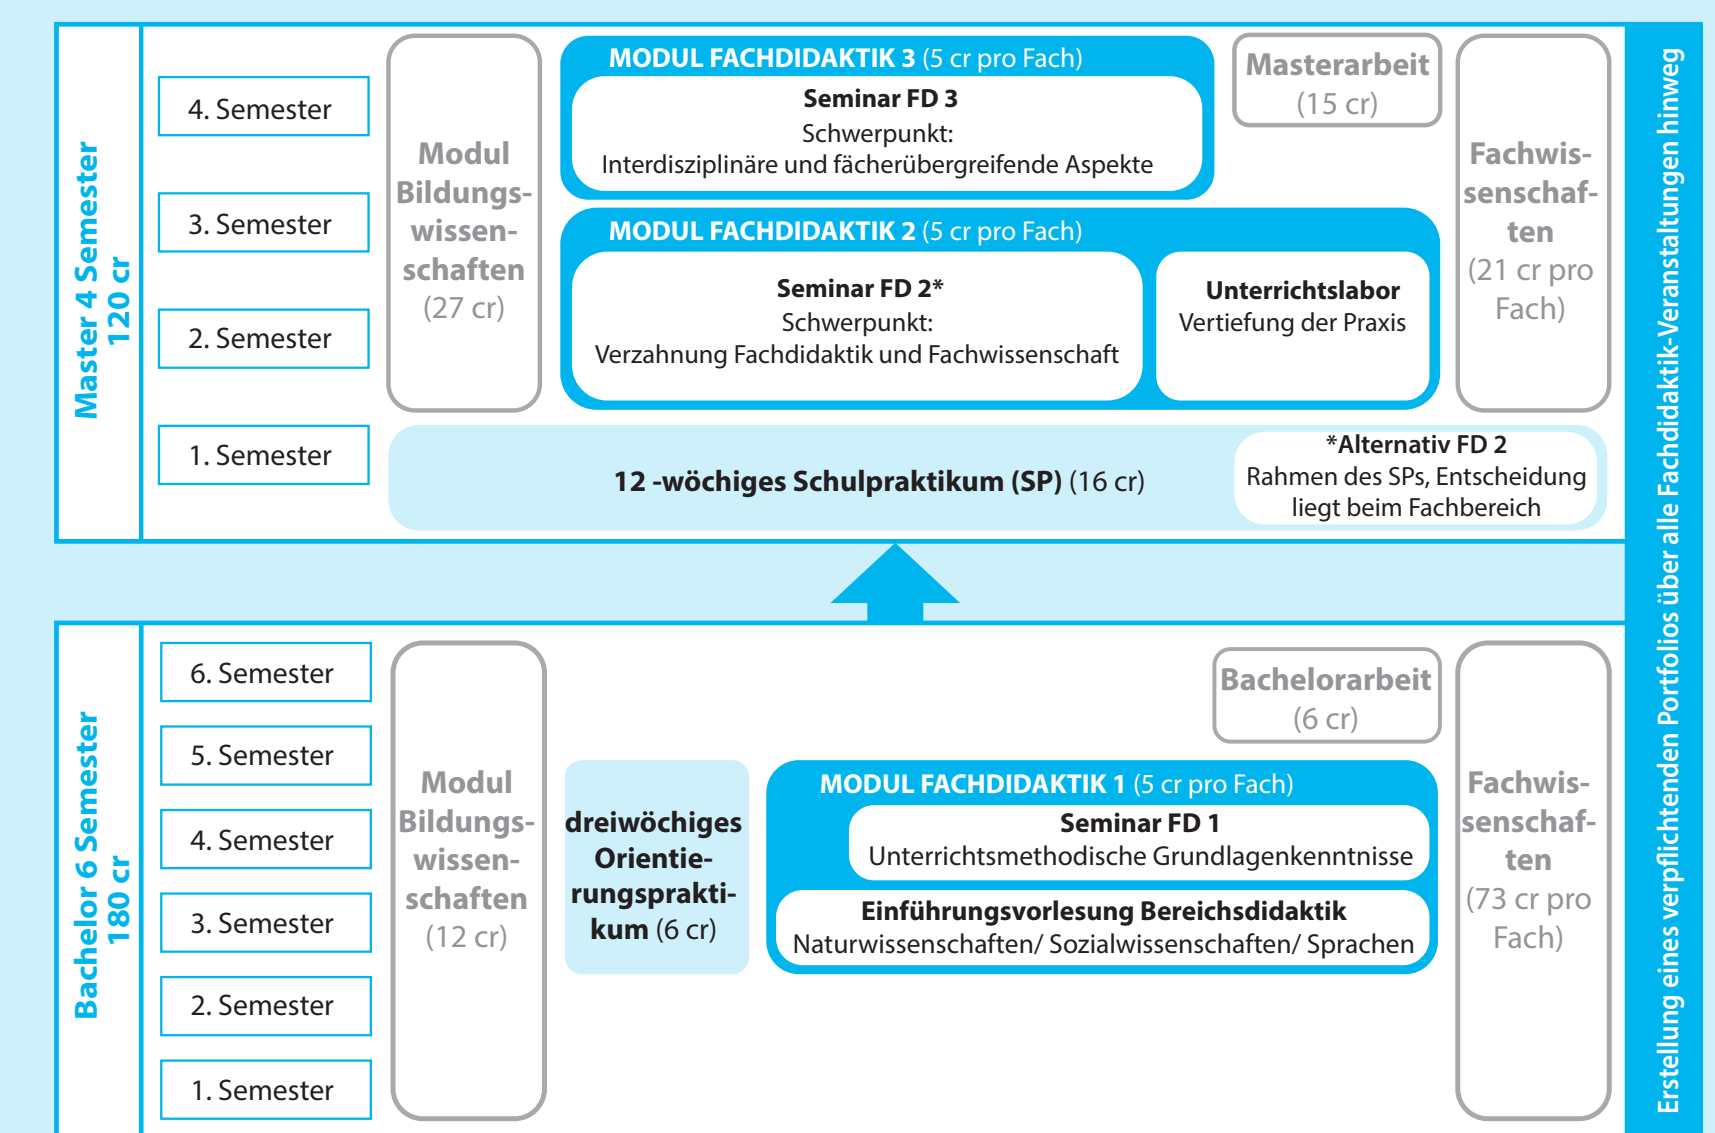 Master 4 Semester
120 cr
4. Semester
3. Semester
2. Semester
1. Semester
Modul
Bildungs-
wissen-
schaften
(27 cr)
MODUL FACHDIDAKTIK 3 (5 cr pro Fach)
Seminar FD 3
Schwerpunkt:
Interdisziplinäre und fächerübergreifende Aspekte
Masterarbeit
(15 cr)
MODUL FACHDIDAKTIK 2 (5 cr pro Fach)
Seminar FD 2*
Schwerpunkt:
Verzahnung Fachdidaktik und Fachwissenschaft
Unterrichtslabor
Vertiefung der Praxis
Fachwis-
senschaf-
ten
(21 cr pro
Fach)
12 -wöchiges Schulpraktikum (SP) (16 cr)
*Alternativ FD 2
Rahmen des SPs, Entscheidung
liegt beim Fachbereich
Bachelor 6 Semester
180 cr
6. Semester
5. Semester
4. Semester
3. Semester
2. Semester
1. Semester
Modul
Bildungs-
wissen-
schaften
(12 cr)
dreiwöchiges
Orientie-
rungsprakti-
kum (6 cr)
Bachelorarbeit
(6 cr)
MODUL FACHDIDAKTIK 1 (5 cr pro Fach)
Seminar FD 1
Unterrichtsmethodische Grundlagenkenntnisse
Einführungsvorlesung Bereichsdidaktik
Naturwissenschaften/ Sozialwissenschaften/ Sprachen
Fachwis-
senschaf-
ten
(73 cr pro
Fach)
Erstellung eines verpflichtenden Portfolios über alle Fachdidaktik-Veranstaltungen hinweg